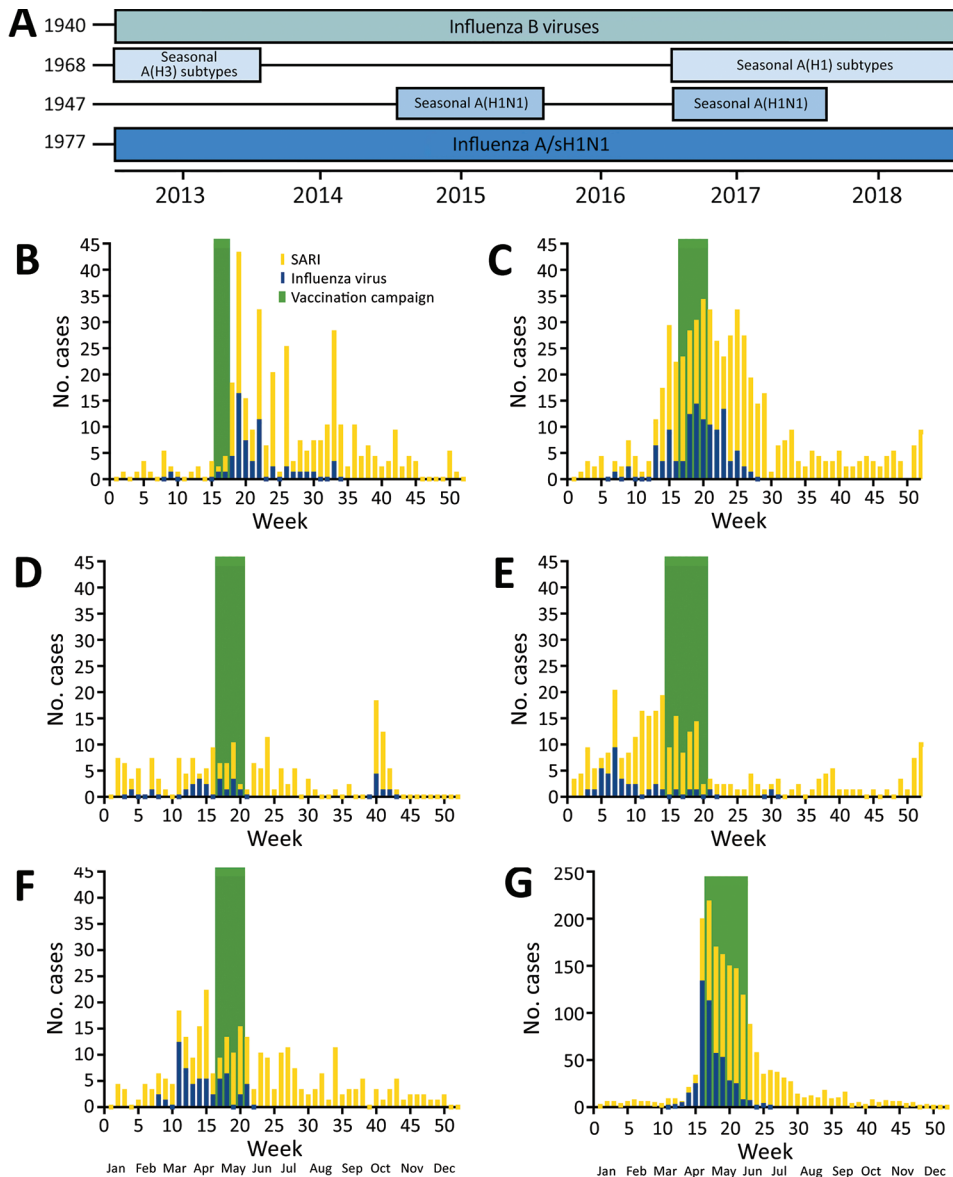 A
1940
Influenza B viruses
1968
Seasonal
A(H3) subtypes
Seasonal A(H1) subtypes
1947
Seasonal A(H1N1)
Seasonal A(H1N1)
1977
Influenza A/sH1N1
2013 2014 2015 2016 2017 2018
B
No. cases
45
40
35
30
25
20
15
10
5
0
SARI
Influenza virus
Vaccination campaign
0 5 10 15 20 25 30 35 40 45 50
Week
C
No. cases
45
40
35
30
25
20
15
10
5
0
0 5 10 15 20 25 30 35 40 45 50
Week
D
No. cases
45
40
35
30
25
20
15
10
5
0
0 5 10 15 20 25 30 35 40 45 50
Week
E
No. cases
45
40
35
30
25
20
15
10
5
0
0 5 10 15 20 25 30 35 40 45 50
Week
F
No. cases
45
40
35
30
25
20
15
10
5
0
0 5 10 15 20 25 30 35 40 45 50
Week
Jan Feb Mar Apr May Jun Jul Aug Sep Oct Nov Dec
G
No. cases
250
200
150
100
50
0
0 5 10 15 20 25 30 35 40 45 50
Week
Jan Feb Mar Apr May Jun Jul Aug Sep Oct Nov Dec